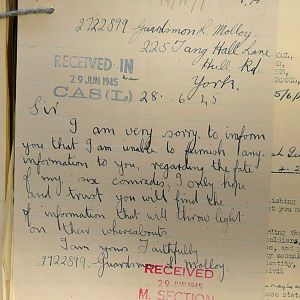 2722899 Guardsman L. Molloy
225 Tang Hall Lane
Hull Rd.
York.
RECEIVED IN
29 JUN 1945
CAS(L)
28. 6. 45
Sir
I am very sorry to inform
you that I am unable to furnish any
information to you, regarding the fate
of my six comrades, I only hope
and trust you will find the
of information that will throw light
on their whereabouts.
I am yours Faithfully
2722899. Guardsman L. Molloy.
RECEIVED
29 JUN 1945
M. SECTION